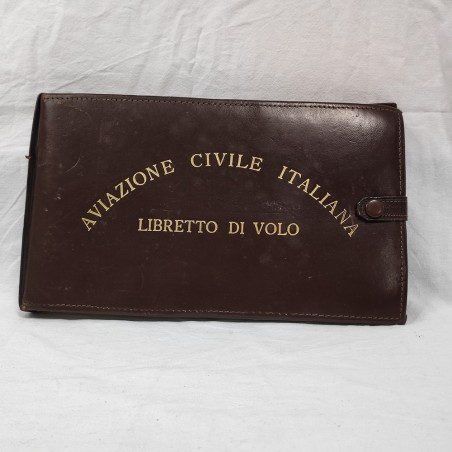 AVIAZIONE CIVILE ITALIANA
LIBRETTO DI VOLO